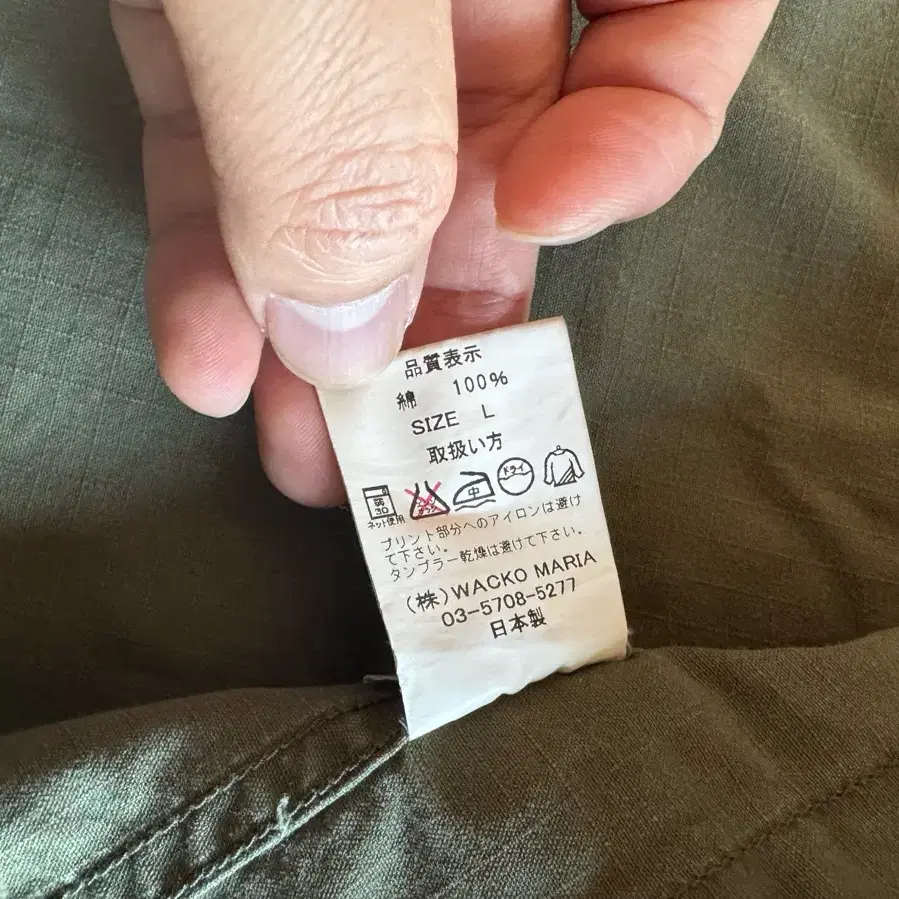 品質表示
綿 100%
SIZE L
取扱い方
弱
30
ネット使用
中
ドライ
プリント部分へのアイロンは避け
て下さい。
タンブラー乾燥は避けて下さい。
(株)WACKO MARIA
03-5708-5277
日本製